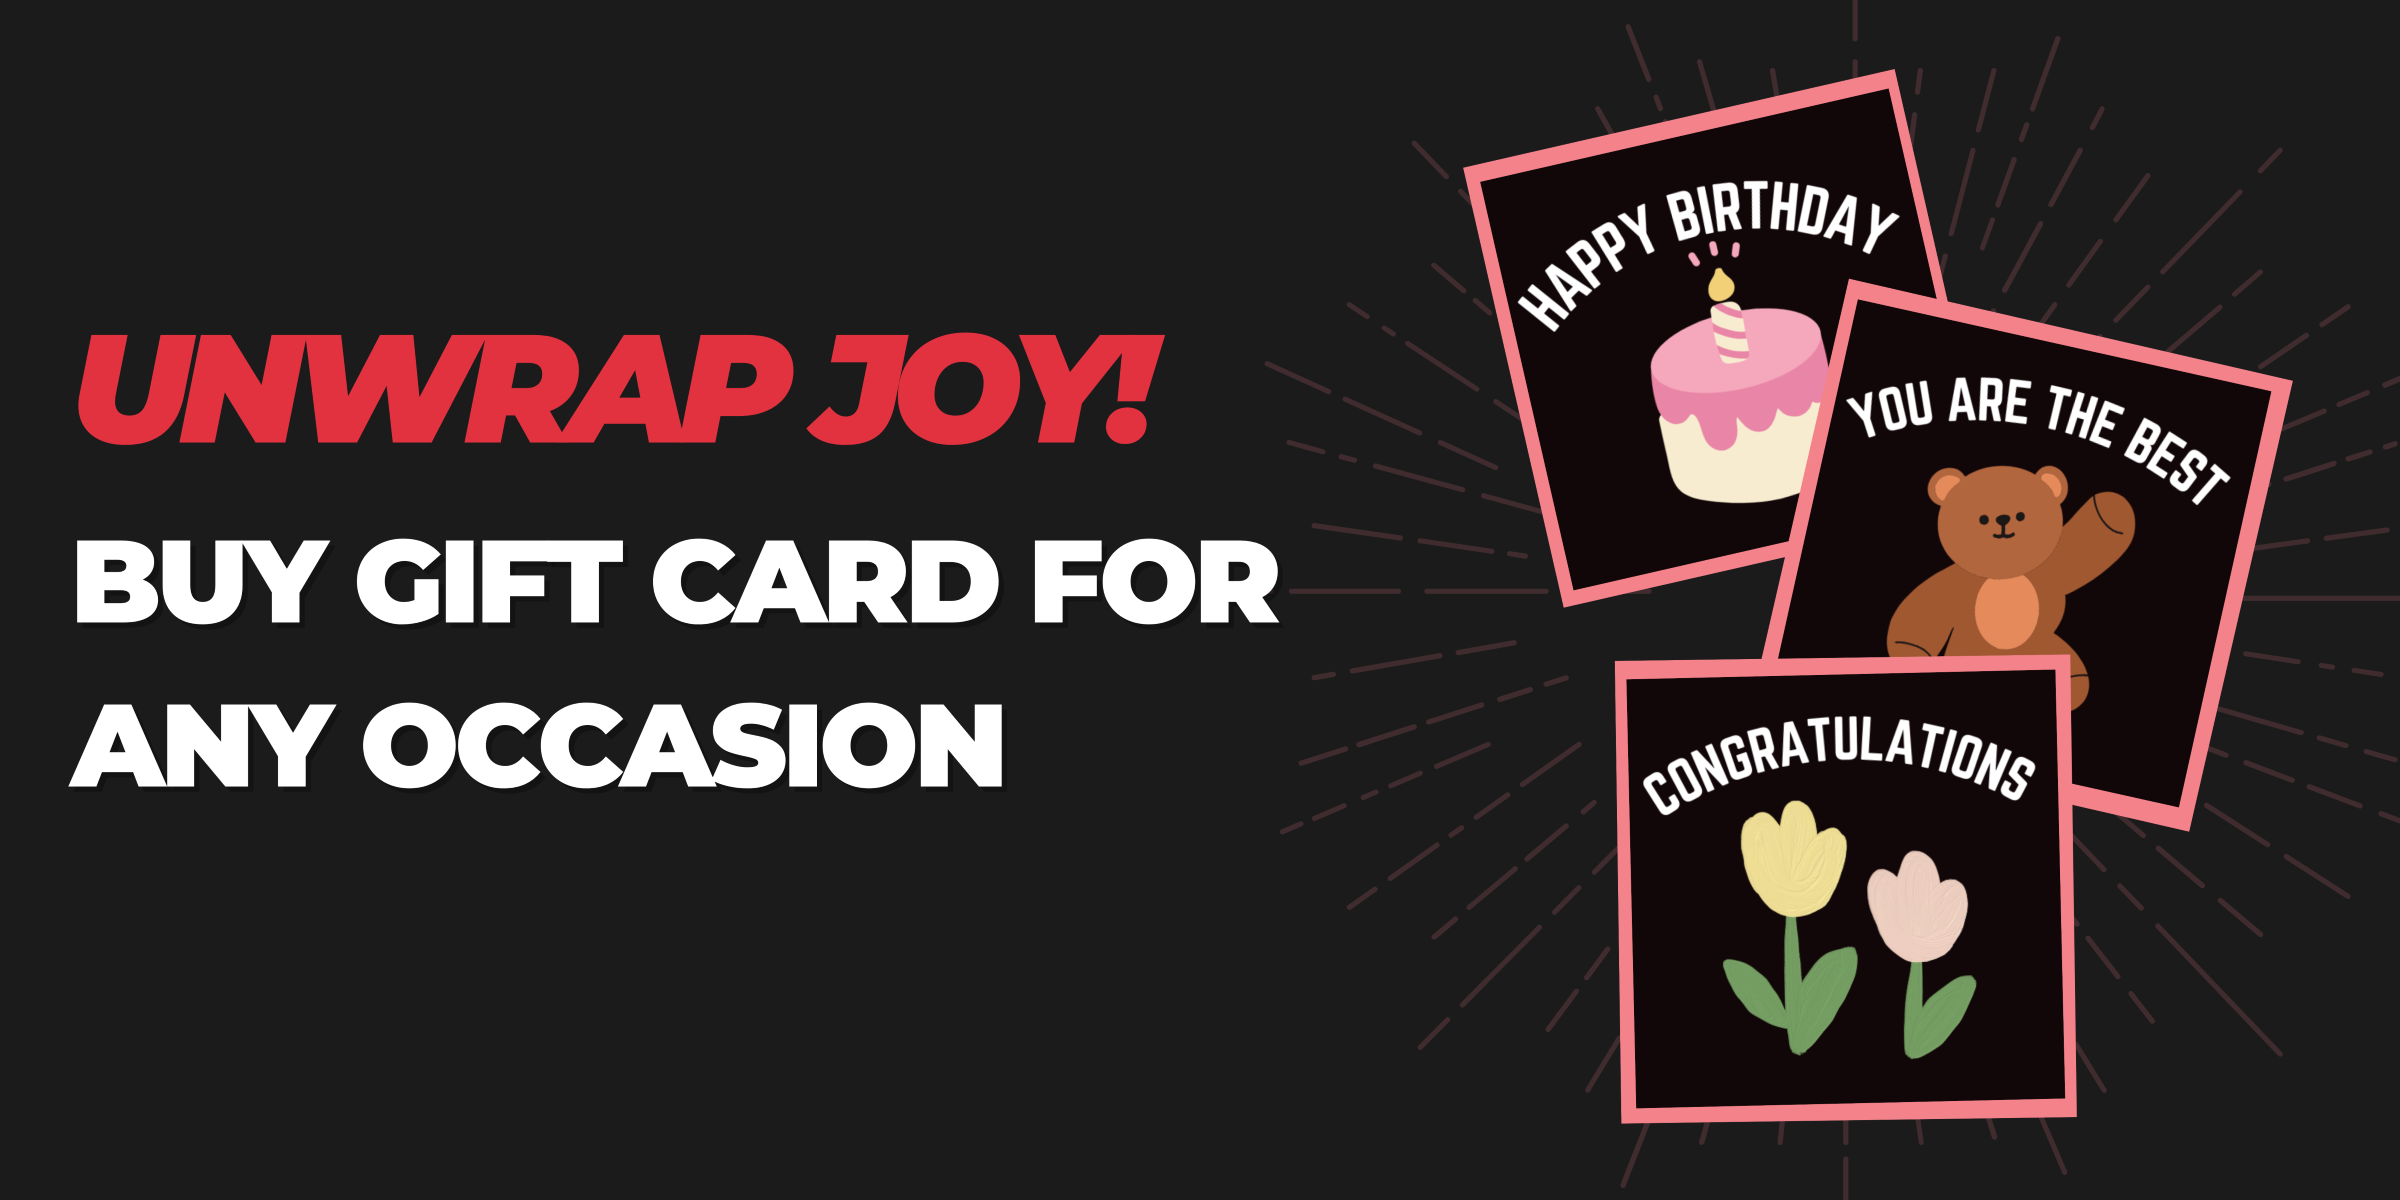 UNWRAP JOY!
BUY GIFT CARD FOR
ANY OCCASION
HAPPY BIRTHDAY
YOU ARE THE BEST
CONGRATULATIONS